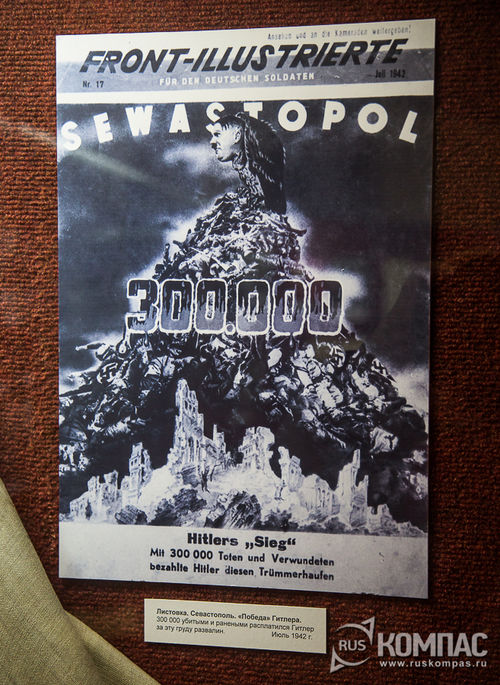 Ansehen und an die Kameraden weitergeben!
FRONT-ILLUSTRIERTE
FÜR DEN DEUTSCHEN SOLDATEN
Nr. 17
Juli 1942
SEWASTOPOL
300.000
Hitlers „Sieg“
Mit 300 000 Toten und Verwundeten
bezahlte Hitler diesen Trümmerhaufen
Листовка. Севастополь. «Победа» Гитлера.
300 000 убитыми и ранеными расплатился Гитлер
за эту груду развалин. Июль 1942 г.
RUS КОМПАС
www.ruskompas.ru